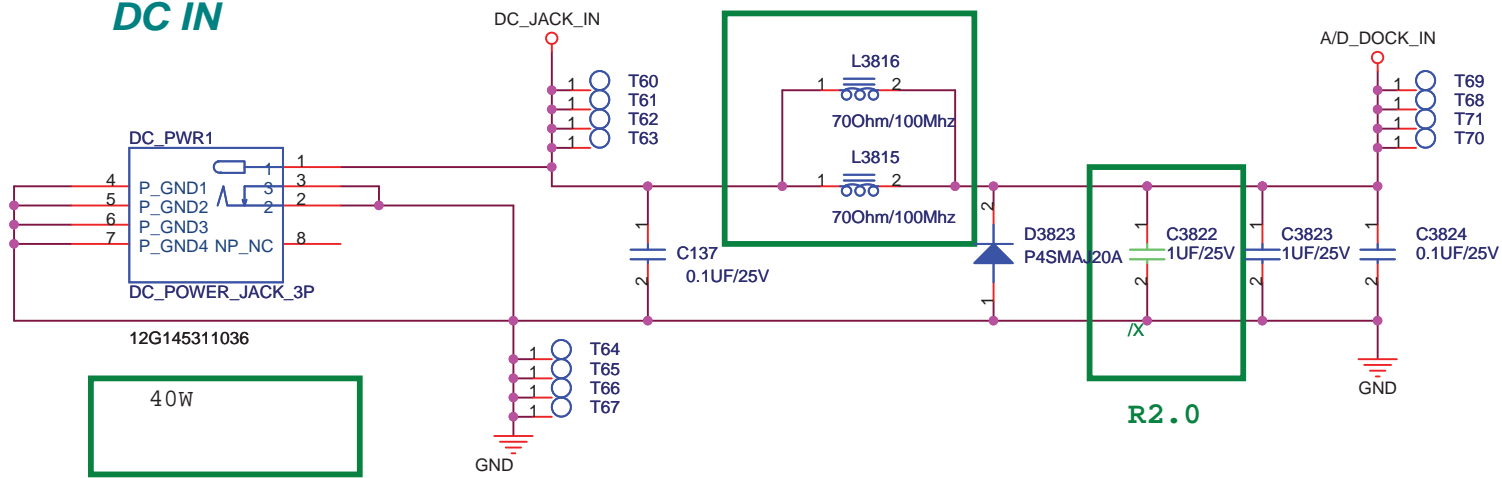 DC IN
DC_JACK_IN
A/D_DOCK_IN
1 T60
1 T61
1 T62
1 T63
L3816
1 2
70Ohm/100Mhz
L3815
1 2
70Ohm/100Mhz
1 T69
1 T68
1 T71
1 T70
DC_PWR1
1 1
4 P_GND1 3 3
5 P_GND2 2 2
6 P_GND3
7 P_GND4 NP_NC 8
DC_POWER_JACK_3P
12G145311036
1
C137
0.1UF/25V
2
2
D3823
P4SMAJ20A
1
1
C3822
1UF/25V
2
/X
1
C3823
1UF/25V
2
1
C3824
0.1UF/25V
2
1 T64
1 T65
1 T66
1 T67
GND
GND
40W
R2.0